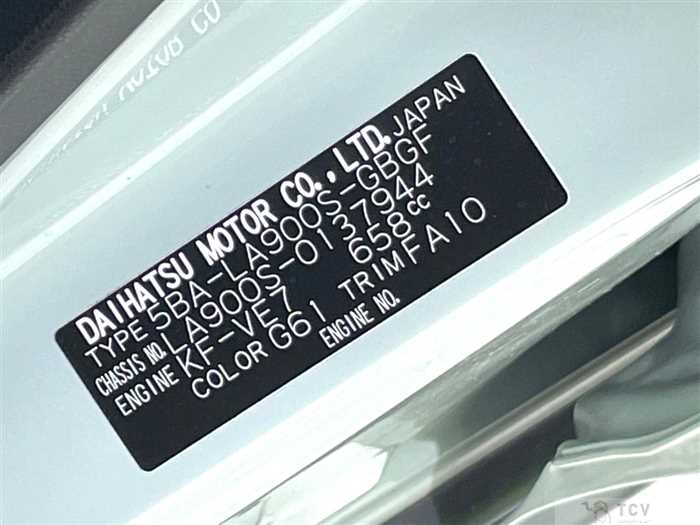 DAIHATSU MOTOR CO., LTD. JAPAN
TYPE 5BA-LA900S-GBGF
CHASSIS NO. LA900S-0137944
ENGINE KF-VE7 658cc
COLOR G61 TRIM FA10
ENGINE NO.
TCV